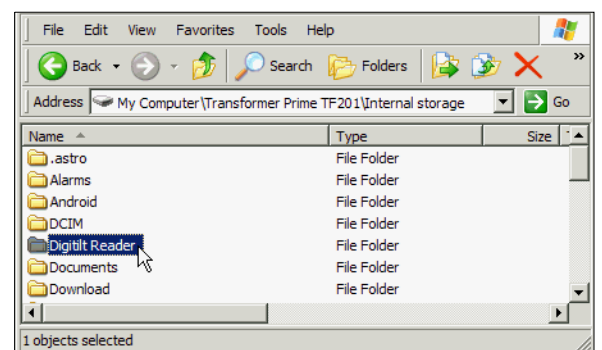 File Edit View Favorites Tools Help
Back Search Folders »
Address My Computer\Transformer Prime TF201\Internal storage Go
Name Type Size
.astro File Folder
Alarms File Folder
Android File Folder
DCIM File Folder
Digitilt Reader File Folder
Documents File Folder
Download File Folder
1 objects selected